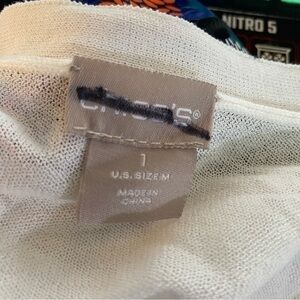 NITRO 5
chico's®
1
U.S. SIZE M
MADE IN
CHINA